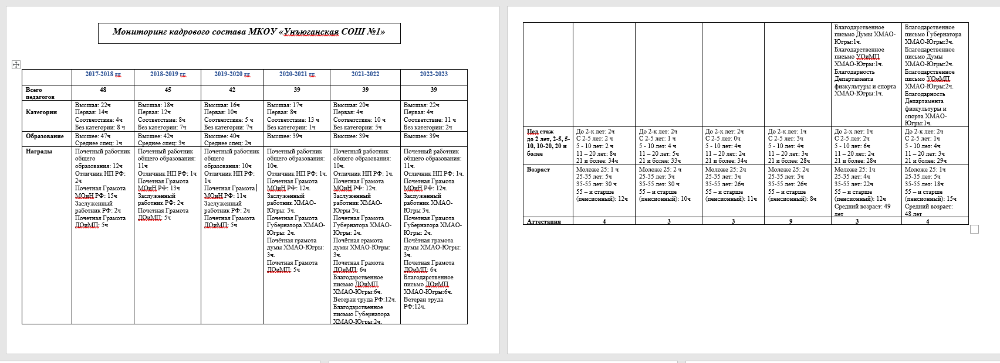 Мониторинг кадрового состава МКОУ «Унъюганская СОШ №1»
2017-2018 гг.
2018-2019 гг.
2019-2020 гг.
2020-2021 гг.
2021-2022
2022-2023
Всего
педагогов
48
45
42
39
39
39
Категории
Высшая: 22ч
Первая: 14ч
Соответствие: 4ч
Без категории: 8 ч
Высшая: 18ч
Первая: 12ч
Соответствие: 8ч
Без категории: 7ч
Высшая: 16ч
Первая: 10ч
Соответствие: 5 ч
Без категории: 7ч
Высшая: 17ч
Первая: 8ч
Соответствие: 13 ч
Без категории: 1ч
Высшая: 20ч
Первая: 4ч
Соответствие: 10 ч
Без категории: 5ч
Высшая: 22ч
Первая: 4ч
Соответствие: 11 ч
Без категории: 2ч
Образование
Высшее: 47ч
Среднее спец: 1ч
Высшее: 42ч
Среднее спец: 3ч
Высшее: 40ч
Среднее спец: 2ч
Высшее: 39ч
Высшее: 39ч
Высшее: 39ч
Награды
Почетный работник
общего
образования: 12ч
Отличник НП РФ:
2ч
Почетная Грамота
МОиН РФ: 15ч
Заслуженный
работник РФ: 2ч
Почетная Грамота
ДОиМП: 5ч
Почетный работник
общего образования:
11ч
Отличник НП РФ: 1ч
Почетная Грамота
МОиН РФ: 13ч
Заслуженный
работник РФ: 2ч
Почетная Грамота
ДОиМП: 5ч
Почетный работник
общего
образования: 10ч
Отличник НП РФ:
1ч
Почетная Грамота
МОиН РФ: 11ч
Заслуженный
работник РФ: 2ч
Почетная Грамота
ДОиМП: 5ч
Почетный работник
общего образования:
10ч.
Отличник НП РФ: 1ч.
Почетная Грамота
МОиН РФ: 12ч.
Заслуженный
работник ХМАО-
Югры: 3ч.
Почетная Грамота
Губернатора ХМАО-
Югры: 2ч.
Почётная грамота
думы ХМАО-Югры:
3ч.
Почетная Грамота
ДОиМП: 5ч
Почетный работник
общего образования:
10ч.
Отличник НП РФ: 1ч.
Почетная Грамота
МОиН РФ: 12ч.
Заслуженный
работник ХМАО-
Югры 3ч.
Почетная Грамота
Губернатора ХМАО-
Югры: 2ч.
Почётная грамота
думы ХМАО-Югры:
3ч.
Почетная Грамота
ДОиМП: 6ч
Благодарственное
письмо ДОиМП
ХМАО-Югры:6ч.
Ветеран труда РФ:12ч.
Благодарственное
письмо Губернатора
ХМАО-Югры:2ч.
Почетный работник
общего образования:
11ч.
Отличник НП РФ: 1ч.
Почетная Грамота
МОиН РФ: 12ч.
Заслуженный
работник ХМАО-
Югры 3ч.
Почетная Грамота
Губернатора ХМАО-
Югры: 2ч.
Почётная грамота
думы ХМАО-Югры:
3ч.
Почетная Грамота
ДОиМП: 6ч
Благодарственное
письмо ДОиМП
ХМАО-Югры:6ч.
Ветеран труда
РФ:12ч.
Благодарственное
письмо Думы ХМАО-
Югры:1ч.
Благодарственное
письмо УОиМП
ХМАО-Югры:1ч.
Благодарность
Департамента
физкультуры и спорта
ХМАО-Югры:1ч.
Благодарственное
письмо Губернатора
ХМАО-Югры:3ч.
Благодарственное
письмо Думы
ХМАО-Югры:2ч.
Благодарственное
письмо УОиМП
ХМАО-Югры:2ч.
Благодарность
Департамента
физкультуры и
спорта ХМАО-
Югры:1ч.
Пед.стаж
до 2 лет, 2-5, 5-
10, 10-20, 20 и
более
До 2-х лет: 2ч
С 2-5 лет: 2 ч
5 - 10 лет: 2 ч
11 – 20 лет: 8ч
21 и более: 34ч
До 2-х лет: 2ч
С 2-5 лет: 1 ч
5 - 10 лет: 4 ч
11 – 20 лет: 5ч
21 и более: 33ч
До 2-х лет: 2ч
С 2-5 лет: 0ч
5 - 10 лет: 4ч
11 – 20 лет: 2ч
21 и более: 34ч
До 2-х лет: 1ч
С 2-5 лет: 3ч
5 - 10 лет: 4ч
11 – 20 лет: 3ч
21 и более: 28ч
До 2-х лет: 1ч
С 2-5 лет: 2ч
5 - 10 лет: 6ч
11 – 20 лет: 2ч
21 и более: 28ч
До 2-х лет: 2ч
С 2-5 лет: 1ч
5 - 10 лет: 4ч
11 – 20 лет: 3ч
21 и более: 29ч
Возраст
Моложе 25: 1 ч
25-35 лет: 5ч
35-55 лет: 30 ч
55 – и старше
(пенсионный): 12ч
Моложе 25: 2 ч
25-35 лет: 3ч
35-55 лет: 30 ч
55 – и старше
(пенсионный): 10ч
Моложе 25: 2ч
25-35 лет: 3ч
35-55 лет: 26ч
55 – и старше
(пенсионный): 11ч
Моложе 25: 2ч
25-35 лет: 3ч
35-55 лет: 26ч
55 – и старше
(пенсионный): 8ч
Моложе 25: 1ч
25-35 лет: 4ч
35-55 лет: 22ч
55 – и старше
(пенсионный): 12ч
Средний возраст: 49
лет
Моложе 25: 1ч
25-35 лет: 5ч
35-55 лет: 18ч
55 – и старше
(пенсионный): 15ч
Средний возраст:
48 лет
Аттестация
4
3
3
9
3
4